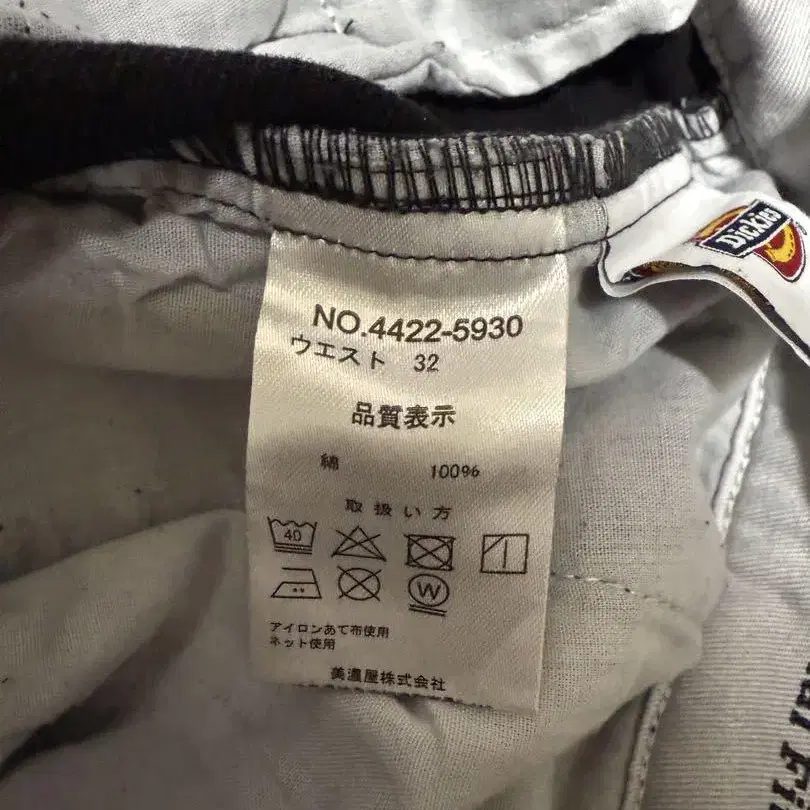 Dickies
NO.4422-5930
ウエスト 32
品質表示
綿 100%
取扱い方
40
W
アイロンあて布使用
ネット使用
美濃屋株式会社